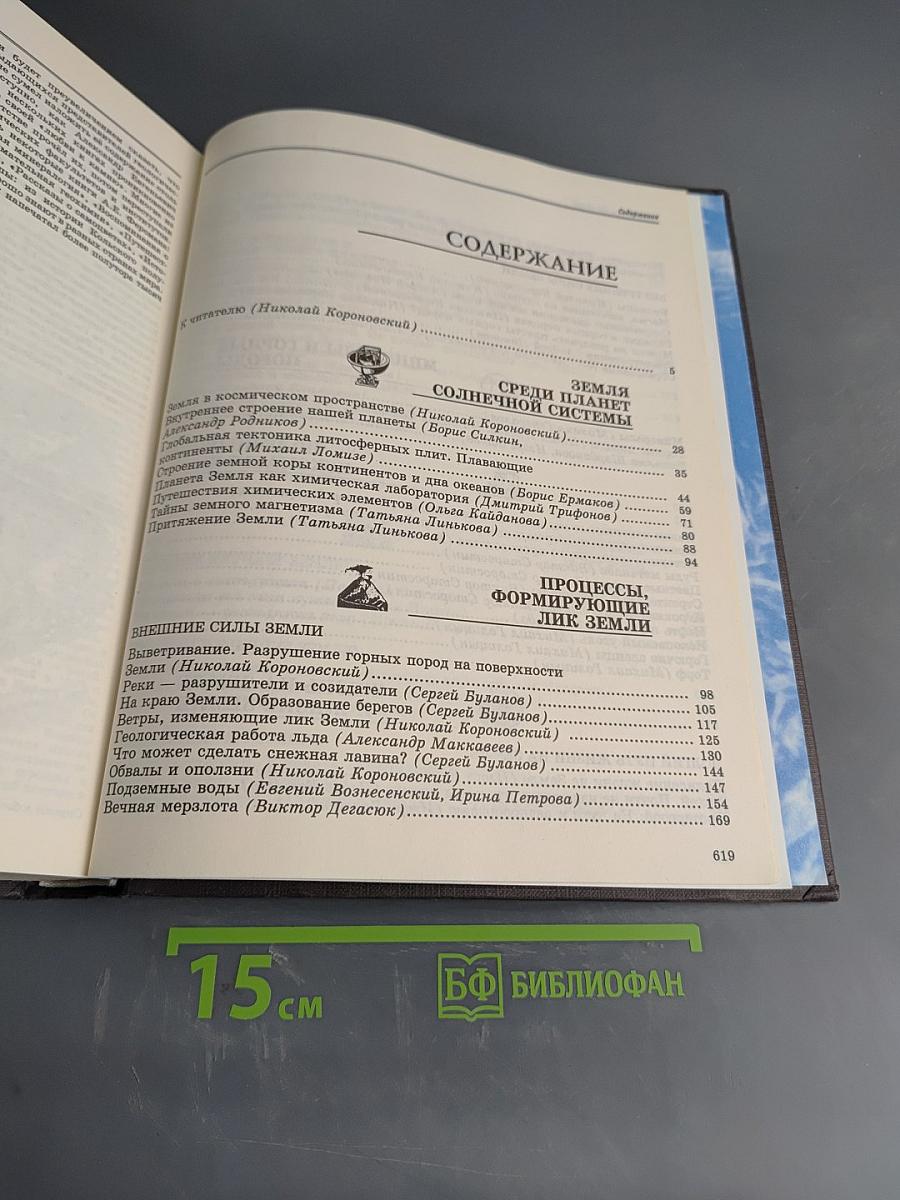 будет преувеличением сказать, что
Содержание
СОДЕРЖАНИЕ
К читателю (Николай Короновский) 5
ЗЕМЛЯ
СРЕДИ ПЛАНЕТ
СОЛНЕЧНОЙ СИСТЕМЫ
Земля в космическом пространстве (Николай Короновский) 28
Внутреннее строение нашей планеты (Борис Силкин,
Александр Родников) 35
Глобальная тектоника литосферных плит. Плавающие
континенты (Михаил Ломизе) 44
Строение земной коры континентов и дна океанов (Борис Ермаков) 59
Планета Земля как химическая лаборатория (Дмитрий Трифонов) 71
Путешествия химических элементов (Ольга Кайданова) 80
Тайны земного магнетизма (Татьяна Линькова) 88
Притяжение Земли (Татьяна Линькова) 94
ПРОЦЕССЫ,
ФОРМИРУЮЩИЕ
ЛИК ЗЕМЛИ
ВНЕШНИЕ СИЛЫ ЗЕМЛИ
Выветривание. Разрушение горных пород на поверхности
Земли (Николай Короновский) 98
Реки — разрушители и созидатели (Сергей Буланов) 105
На краю Земли. Образование берегов (Сергей Буланов) 117
Ветры, изменяющие лик Земли (Николай Короновский) 125
Геологическая работа льда (Александр Маккавеев) 130
Что может сделать снежная лавина? (Сергей Буланов) 144
Обвалы и оползни (Николай Короновский) 147
Подземные воды (Евгений Вознесенский, Ирина Петрова) 154
Вечная мерзлота (Виктор Дегасюк) 169
619
15 см
БФ БИБЛИОФАН